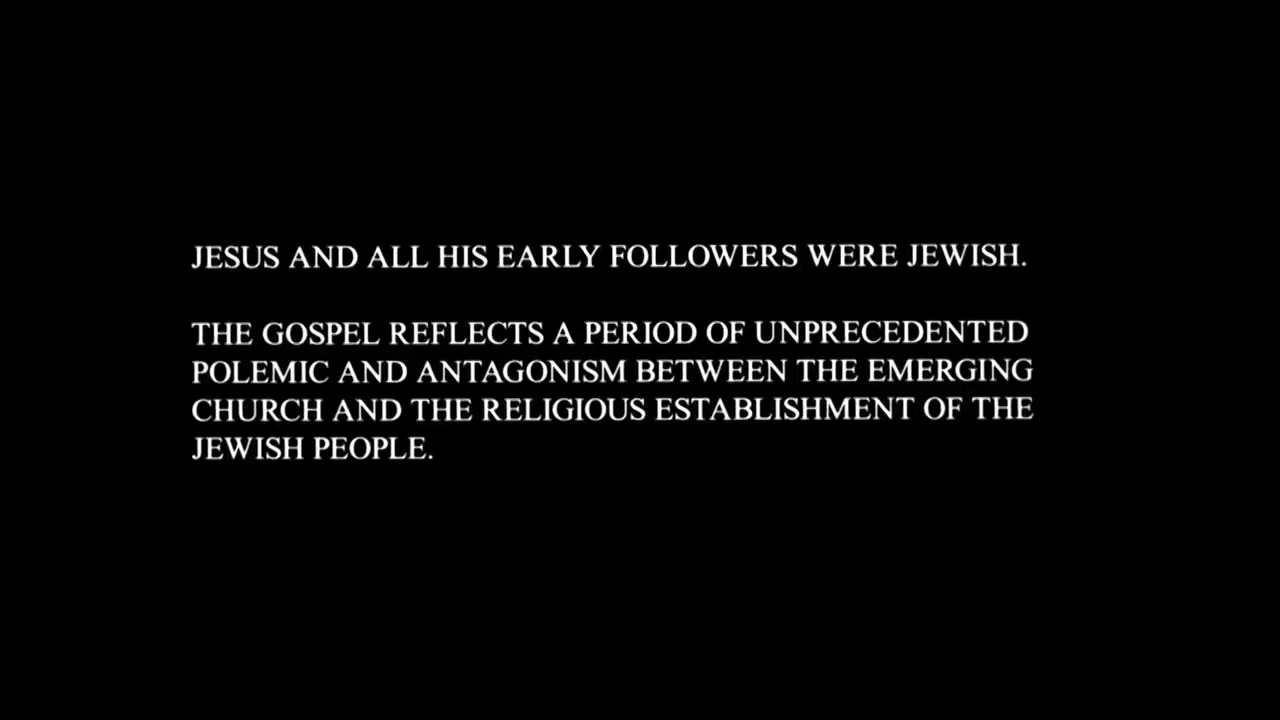 JESUS AND ALL HIS EARLY FOLLOWERS WERE JEWISH.
THE GOSPEL REFLECTS A PERIOD OF UNPRECEDENTED
POLEMIC AND ANTAGONISM BETWEEN THE EMERGING
CHURCH AND THE RELIGIOUS ESTABLISHMENT OF THE
JEWISH PEOPLE.